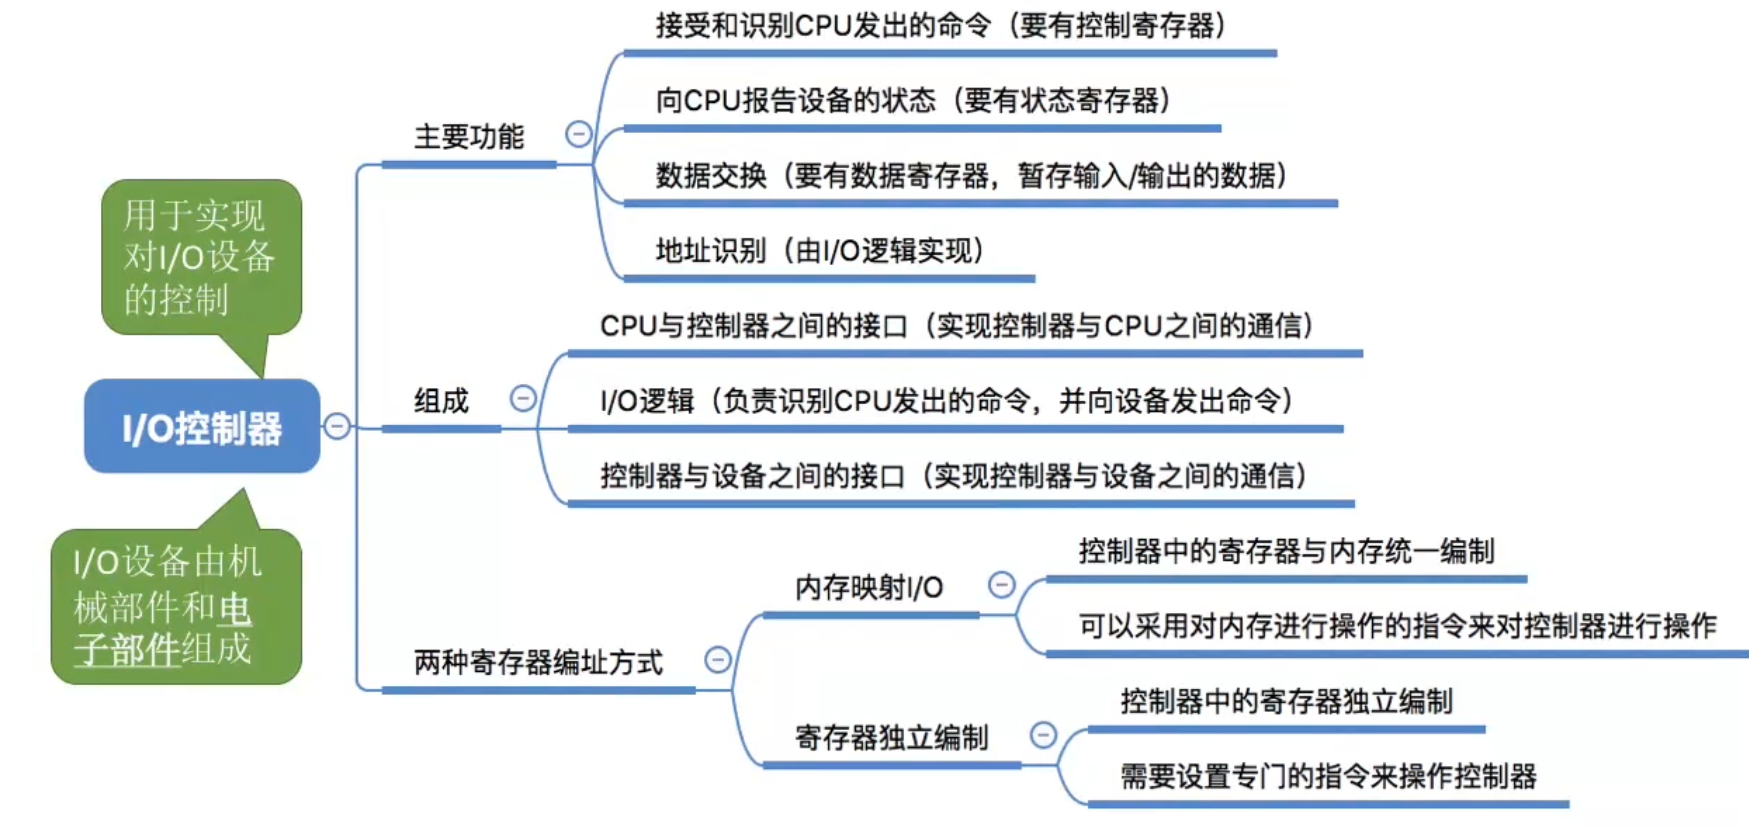 接受和识别CPU发出的命令（要有控制寄存器）
向CPU报告设备的状态（要有状态寄存器）
主要功能
数据交换（要有数据寄存器，暂存输入/输出的数据）
地址识别（由I/O逻辑实现）
用于实现
对I/O设备
的控制
CPU与控制器之间的接口（实现控制器与CPU之间的通信）
组成
I/O逻辑（负责识别CPU发出的命令，并向设备发出命令）
I/O控制器
控制器与设备之间的接口（实现控制器与设备之间的通信）
I/O设备由机
械部件和电
子部件组成
控制器中的寄存器与内存统一编制
内存映射I/O
可以采用对内存进行操作的指令来对控制器进行操作
两种寄存器编址方式
控制器中的寄存器独立编制
寄存器独立编制
需要设置专门的指令来操作控制器